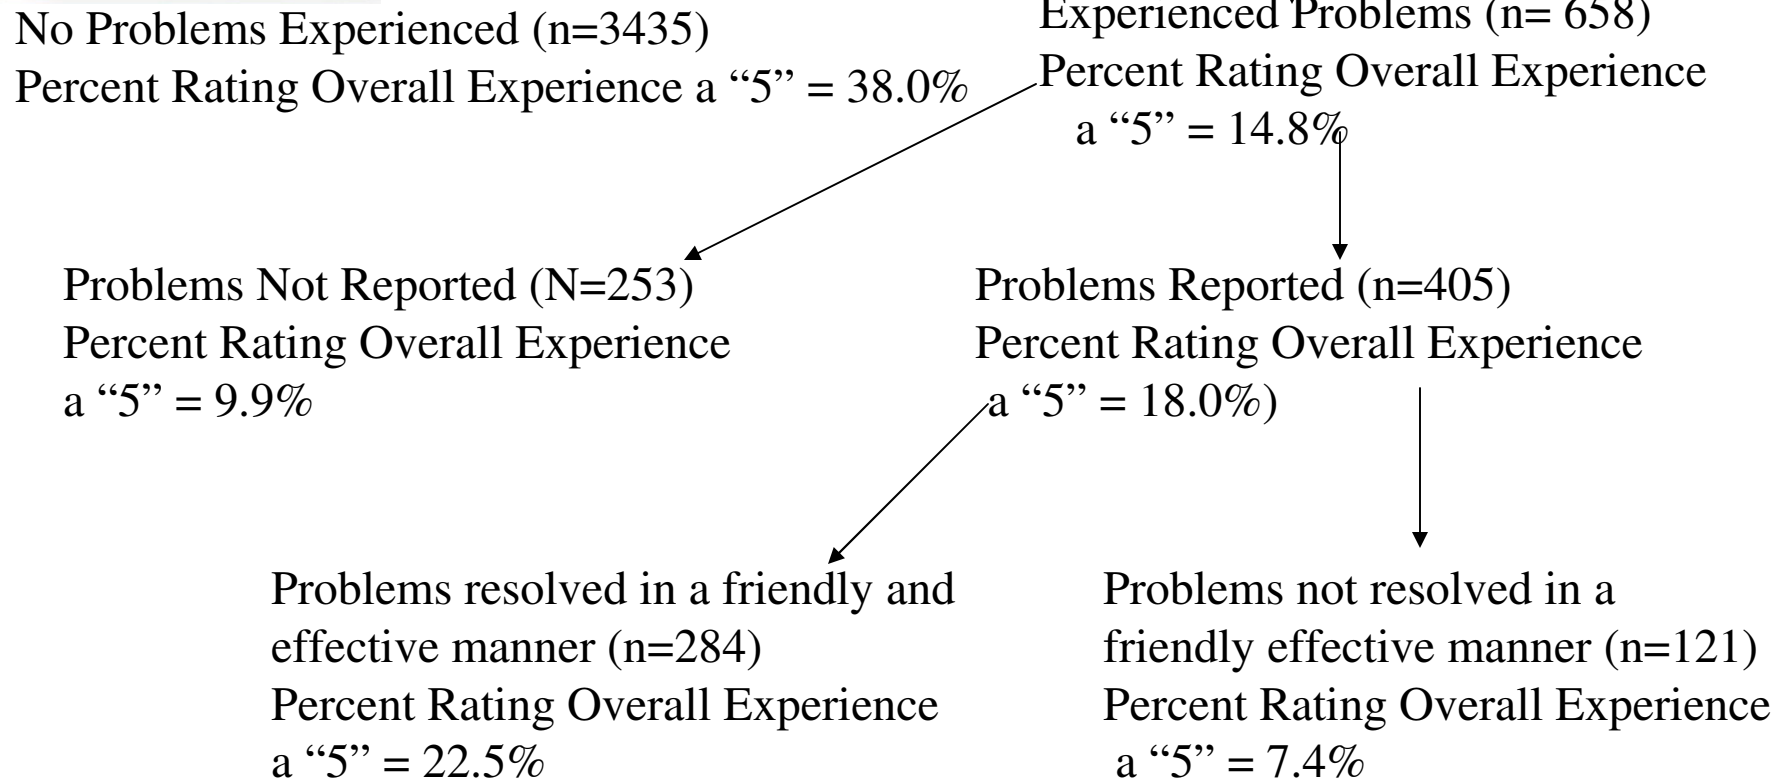 No Problems Experienced (n=3435)
Percent Rating Overall Experience a “5” = 38.0%
Experienced Problems (n= 658)
Percent Rating Overall Experience
a “5” = 14.8%
Problems Not Reported (N=253)
Percent Rating Overall Experience
a “5” = 9.9%
Problems Reported (n=405)
Percent Rating Overall Experience
a “5” = 18.0%)
Problems resolved in a friendly and
effective manner (n=284)
Percent Rating Overall Experience
a “5” = 22.5%
Problems not resolved in a
friendly effective manner (n=121)
Percent Rating Overall Experience
a “5” = 7.4%